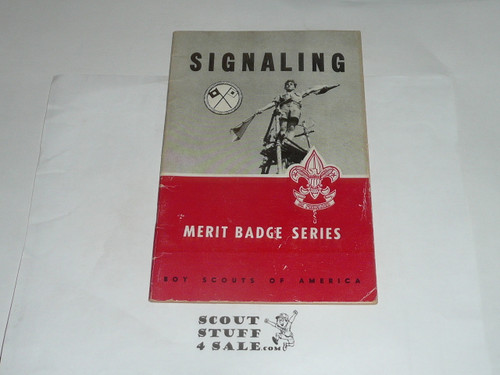 SIGNALING
MERIT BADGE SERIES
BOY SCOUTS OF AMERICA
SCOUT
STUFF
4 SALE.COM